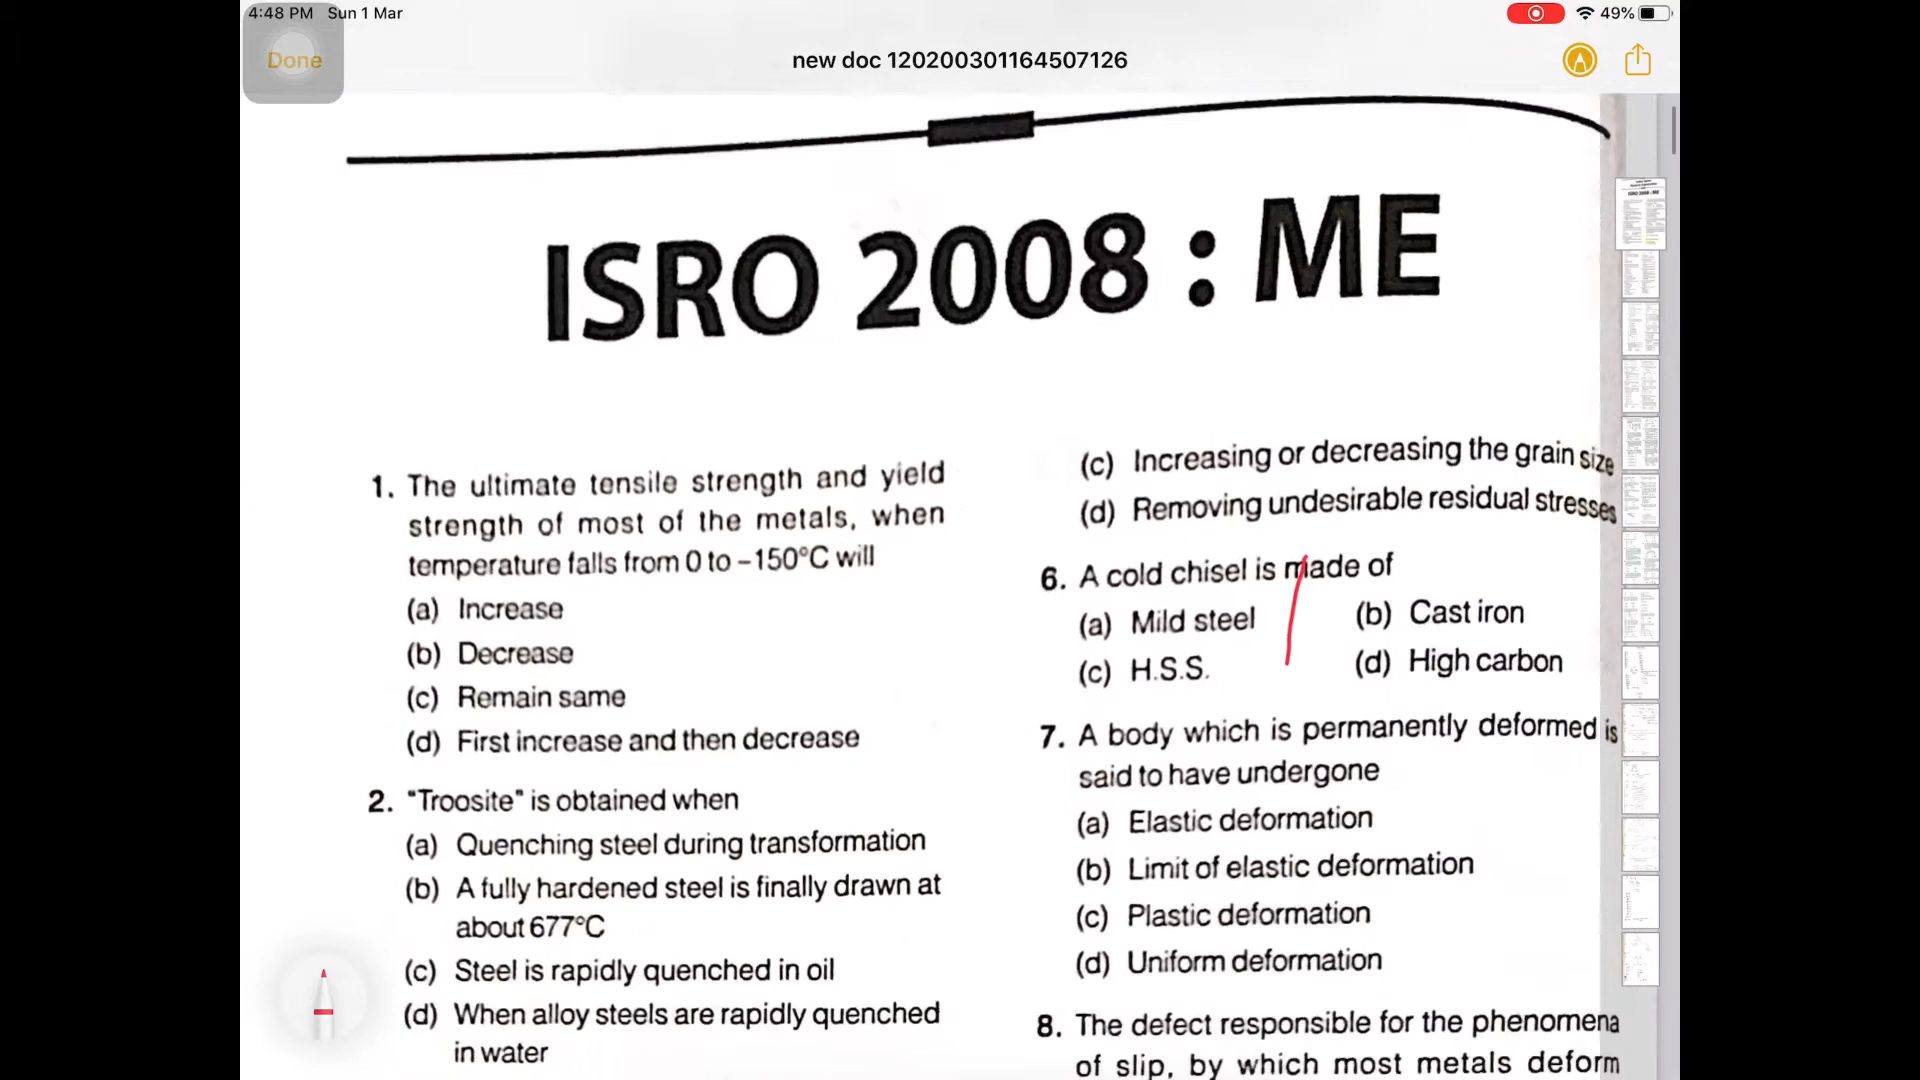 4:48 PM Sun 1 Mar
49%
Done
new doc 120200301164507126
ISRO 2008 : ME
1. The ultimate tensile strength and yield
strength of most of the metals, when
temperature falls from 0 to –150°C will
(a) Increase
(b) Decrease
(c) Remain same
(d) First increase and then decrease
2. "Troosite" is obtained when
(a) Quenching steel during transformation
(b) A fully hardened steel is finally drawn at
about 677°C
(c) Steel is rapidly quenched in oil
(d) When alloy steels are rapidly quenched
in water
(c) Increasing or decreasing the grain size
(d) Removing undesirable residual stresses
6. A cold chisel is made of
(a) Mild steel (b) Cast iron
(c) H.S.S. (d) High carbon
7. A body which is permanently deformed is
said to have undergone
(a) Elastic deformation
(b) Limit of elastic deformation
(c) Plastic deformation
(d) Uniform deformation
8. The defect responsible for the phenomena
of slip, by which most metals deform